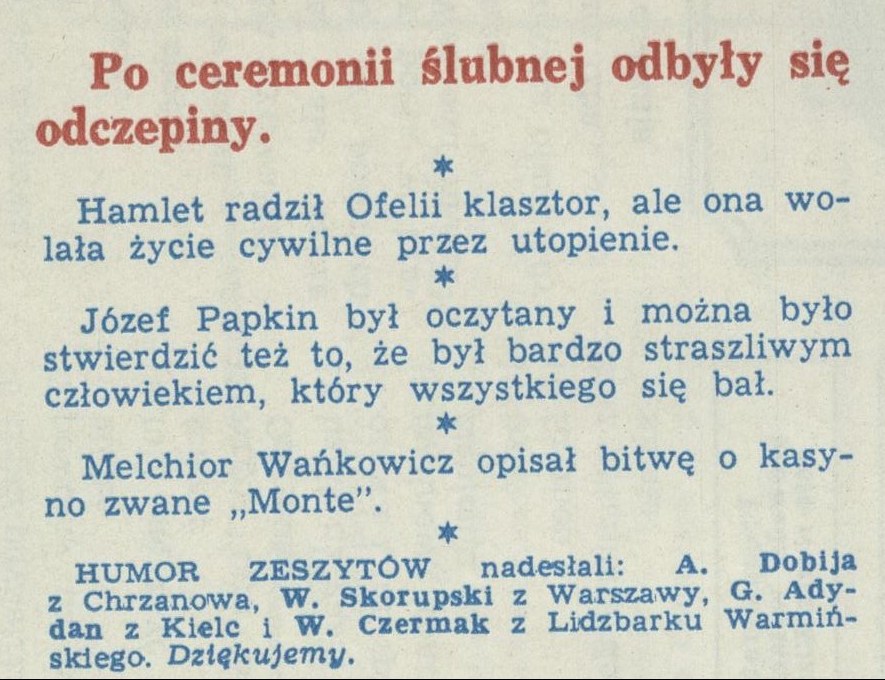 Po ceremonii ślubnej odbyły się
odczepiny.
*
Hamlet radził Ofelii klasztor, ale ona wo-
lała życie cywilne przez utopienie.
*
Józef Papkin był oczytany i można było
stwierdzić też to, że był bardzo straszliwym
człowiekiem, który wszystkiego się bał.
*
Melchior Wańkowicz opisał bitwę o kasy-
no zwane „Monte”.
*
HUMOR ZESZYTÓW nadesłali: A. Dobija
z Chrzanowa, W. Skorupski z Warszawy, G. Ady-
dan z Kielc i W. Czermak z Lidzbarku Warmiń-
skiego. Dziękujemy.